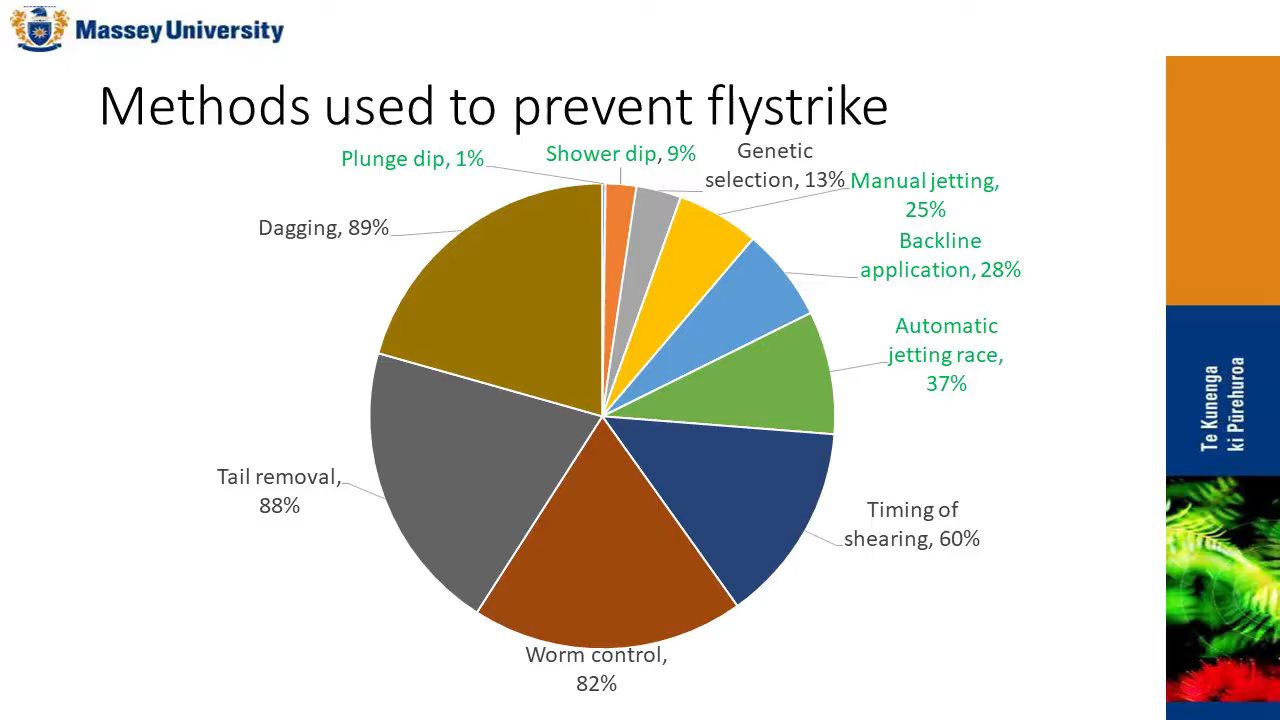 Massey University
Methods used to prevent flystrike
Plunge dip, 1%
Shower dip, 9%
Genetic
selection, 13%
Manual jetting,
25%
Backline
application, 28%
Automatic
jetting race,
37%
Timing of
shearing, 60%
Worm control,
82%
Tail removal,
88%
Dagging, 89%
Te Kunenga
ki Pūrehuroa